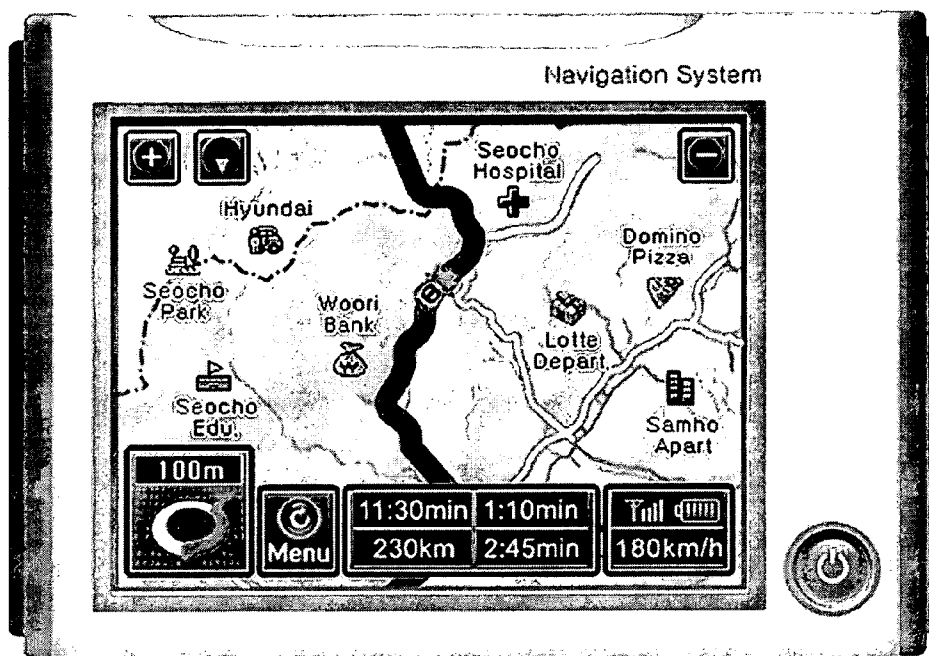 Navigation System
Seocho
Hospital
Hyundai
Domino
Pizza
Seocho
Park
Woori
Bank
Lotte
Depart
Seocho
Edu.
Samho
Apart
100m
Menu
11:30min 1:10min
230km 2:45min
180km/h